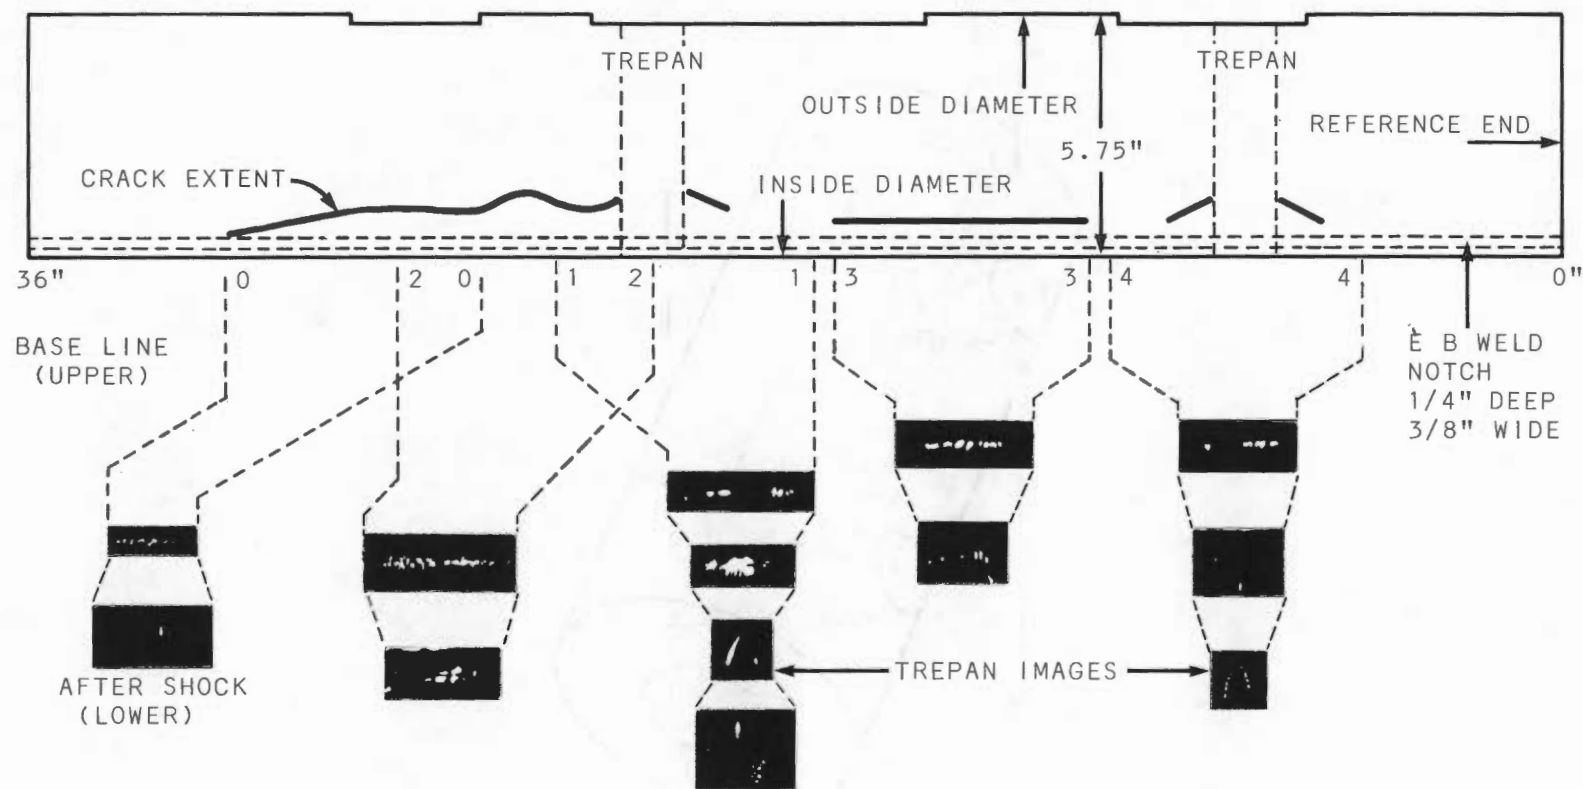 TREPAN
TREPAN
OUTSIDE DIAMETER
REFERENCE END
5.75"
CRACK EXTENT
INSIDE DIAMETER
36" 0 2 0 1 2 1 3 3 4 4 0"
BASE LINE
(UPPER)
E B WELD
NOTCH
1/4" DEEP
3/8" WIDE
TREPAN IMAGES
AFTER SHOCK
(LOWER)